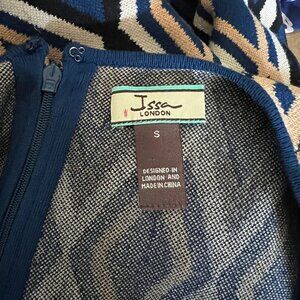 Issa
LONDON
S
DESIGNED IN
LONDON AND
MADE IN CHINA